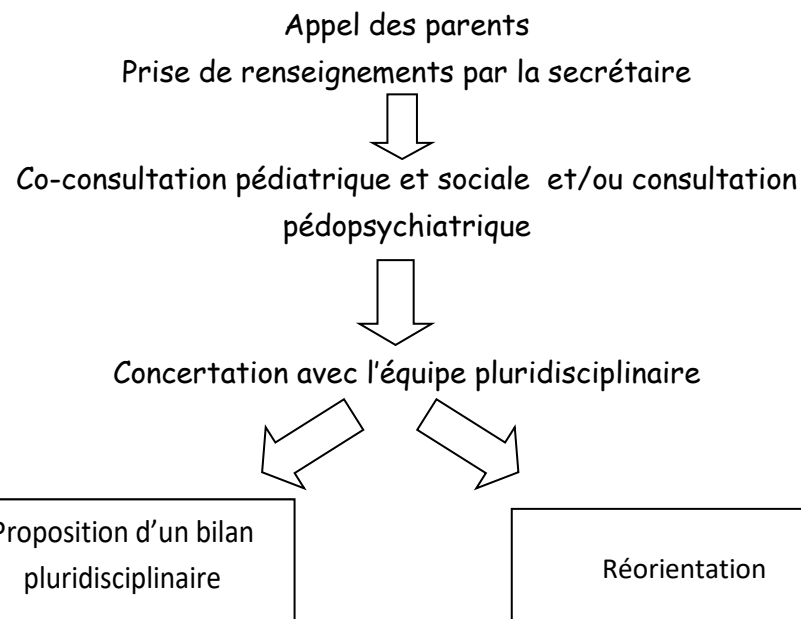 Appel des parents
Prise de renseignements par la secrétaire
Co-consultation pédiatrique et sociale et/ou consultation
pédopsychiatrique
Concertation avec l'équipe pluridisciplinaire
Proposition d'un bilan
pluridisciplinaire
Réorientation